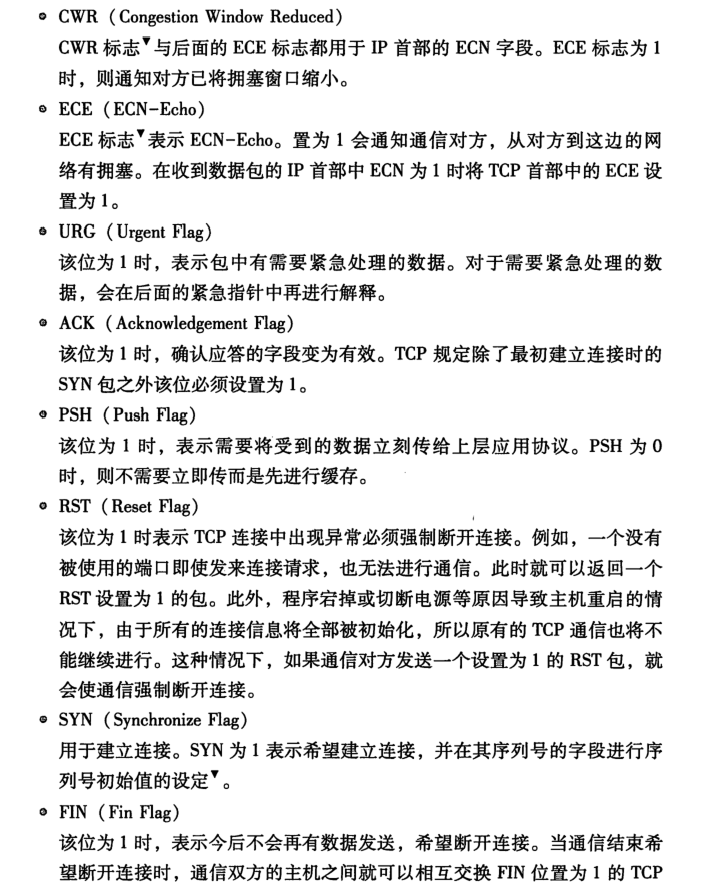 • CWR（Congestion Window Reduced）
CWR 标志▼与后面的 ECE 标志都用于 IP 首部的 ECN 字段。ECE 标志为 1
时，则通知对方已将拥塞窗口缩小。
• ECE（ECN-Echo）
ECE 标志▼表示 ECN-Echo。置为 1 会通知通信对方，从对方到这边的网
络有拥塞。在收到数据包的 IP 首部中 ECN 为 1 时将 TCP 首部中的 ECE 设
置为 1。
• URG（Urgent Flag）
该位为 1 时，表示包中有需要紧急处理的数据。对于需要紧急处理的数
据，会在后面的紧急指针中再进行解释。
• ACK（Acknowledgement Flag）
该位为 1 时，确认应答的字段变为有效。TCP 规定除了最初建立连接时的
SYN 包之外该位必须设置为 1。
• PSH（Push Flag）
该位为 1 时，表示需要将受到的数据立刻传给上层应用协议。PSH 为 0
时，则不需要立即传而是先进行缓存。
• RST（Reset Flag）
该位为 1 时表示 TCP 连接中出现异常必须强制断开连接。例如，一个没有
被使用的端口即使发来连接请求，也无法进行通信。此时就可以返回一个
RST 设置为 1 的包。此外，程序宕掉或切断电源等原因导致主机重启的情
况下，由于所有的连接信息将全部被初始化，所以原有的 TCP 通信也将不
能继续进行。这种情况下，如果通信对方发送一个设置为 1 的 RST 包，就
会使通信强制断开连接。
• SYN（Synchronize Flag）
用于建立连接。SYN 为 1 表示希望建立连接，并在其序列号的字段进行序
列号初始值的设定▼。
• FIN（Fin Flag）
该位为 1 时，表示今后不会再有数据发送，希望断开连接。当通信结束希
望断开连接时，通信双方的主机之间就可以相互交换 FIN 位置为 1 的 TCP